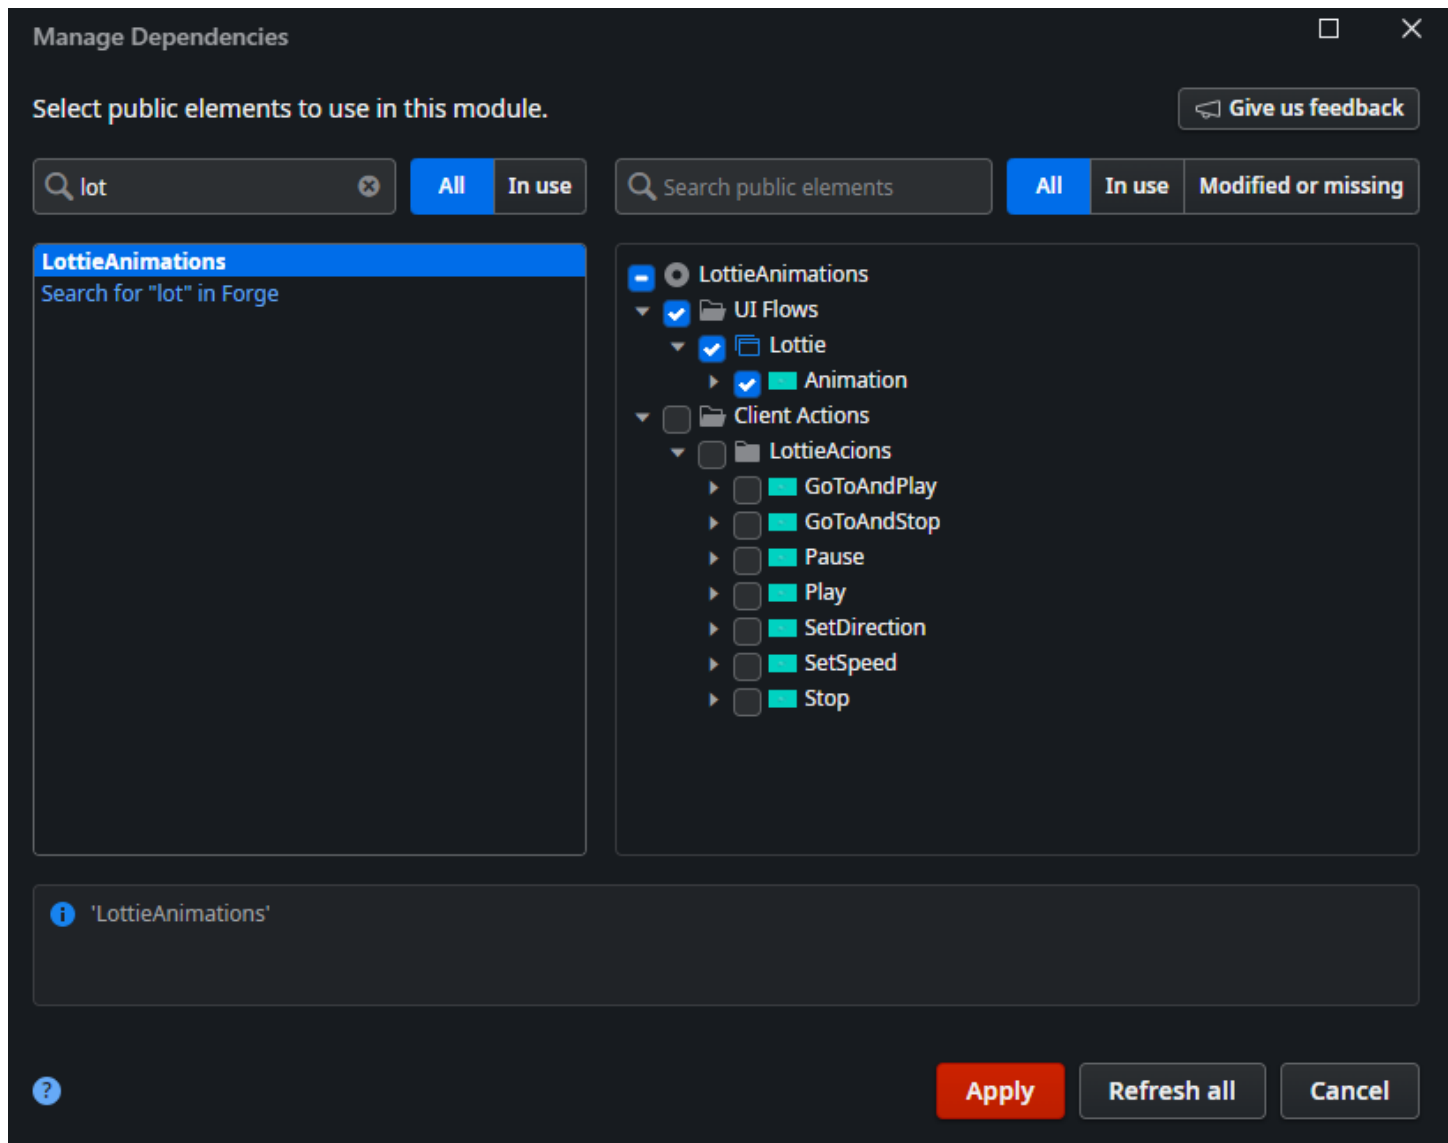 Manage Dependencies
Select public elements to use in this module.
Give us feedback
lot
All
In use
Search public elements
All
In use
Modified or missing
LottieAnimations
Search for "lot" in Forge
LottieAnimations
UI Flows
Lottie
Animation
Client Actions
LottieAcions
GoToAndPlay
GoToAndStop
Pause
Play
SetDirection
SetSpeed
Stop
'LottieAnimations'
Apply
Refresh all
Cancel